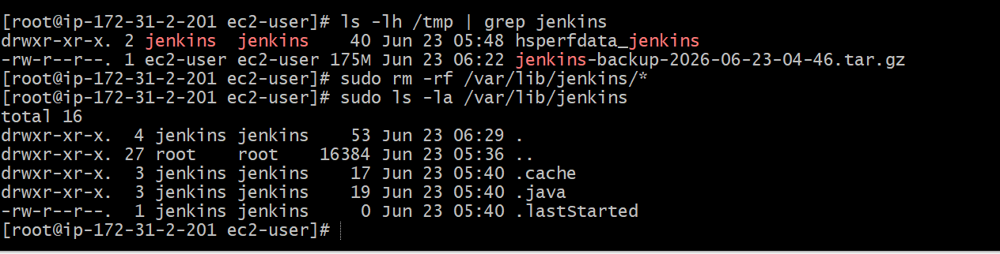 [root@ip-172-31-2-201 ec2-user]# ls -lh /tmp | grep jenkins
drwxr-xr-x. 2 jenkins  jenkins    40 Jun 23 05:48 hsperfdata_jenkins
-rw-r--r--. 1 ec2-user ec2-user 175M Jun 23 06:22 jenkins-backup-2026-06-23-04-46.tar.gz
[root@ip-172-31-2-201 ec2-user]# sudo rm -rf /var/lib/jenkins/*
[root@ip-172-31-2-201 ec2-user]# sudo ls -la /var/lib/jenkins
total 16
drwxr-xr-x.  4 jenkins jenkins    53 Jun 23 06:29 .
drwxr-xr-x. 27 root    root    16384 Jun 23 05:36 ..
drwxr-xr-x.  3 jenkins jenkins    17 Jun 23 05:40 .cache
drwxr-xr-x.  3 jenkins jenkins    19 Jun 23 05:40 .java
-rw-r--r--.  1 jenkins jenkins     0 Jun 23 05:40 .lastStarted
[root@ip-172-31-2-201 ec2-user]#